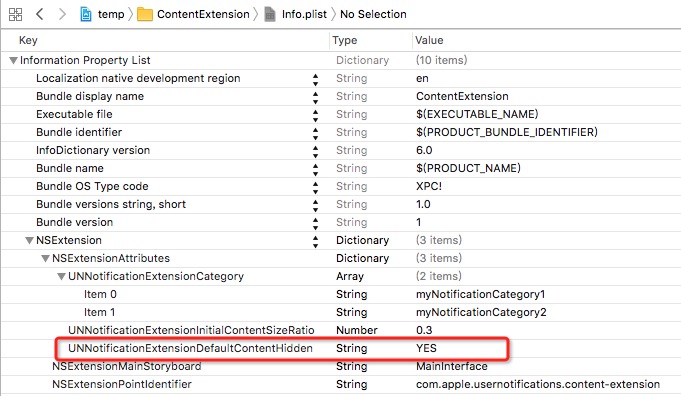 temp ContentExtension Info.plist No Selection
Key Type Value
Information Property List Dictionary (10 items)
Localization native development region String en
Bundle display name String ContentExtension
Executable file String $(EXECUTABLE_NAME)
Bundle identifier String $(PRODUCT_BUNDLE_IDENTIFIER)
InfoDictionary version String 6.0
Bundle name String $(PRODUCT_NAME)
Bundle OS Type code String XPC!
Bundle versions string, short String 1.0
Bundle version String 1
NSExtension Dictionary (3 items)
NSExtensionAttributes Dictionary (3 items)
UNNotificationExtensionCategory Array (2 items)
Item 0 String myNotificationCategory1
Item 1 String myNotificationCategory2
UNNotificationExtensionInitialContentSizeRatio Number 0.3
UNNotificationExtensionDefaultContentHidden String YES
NSExtensionMainStoryboard String MainInterface
NSExtensionPointIdentifier String com.apple.usernotifications.content-extension